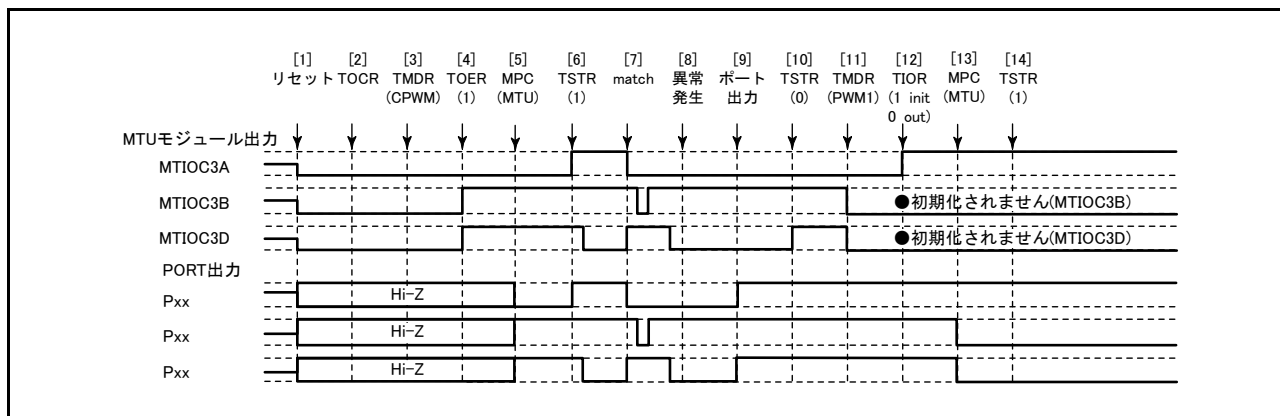 [1] [2] [3] [4] [5] [6] [7] [8] [9] [10] [11] [12] [13] [14]
リセット TOCR TMDR TOER MPC TSTR match 異常 ポート TSTR TMDR TIOR MPC TSTR
(CPWM) (1) (MTU) (1) 発生 出力 (0) (PWM1) (1 init (MTU) (1)
0 out)
MTUモジュール出力
MTIOC3A
MTIOC3B ●初期化されません(MTIOC3B)
MTIOC3D ●初期化されません(MTIOC3D)
PORT出力
Pxx Hi-Z
Pxx Hi-Z
Pxx Hi-Z